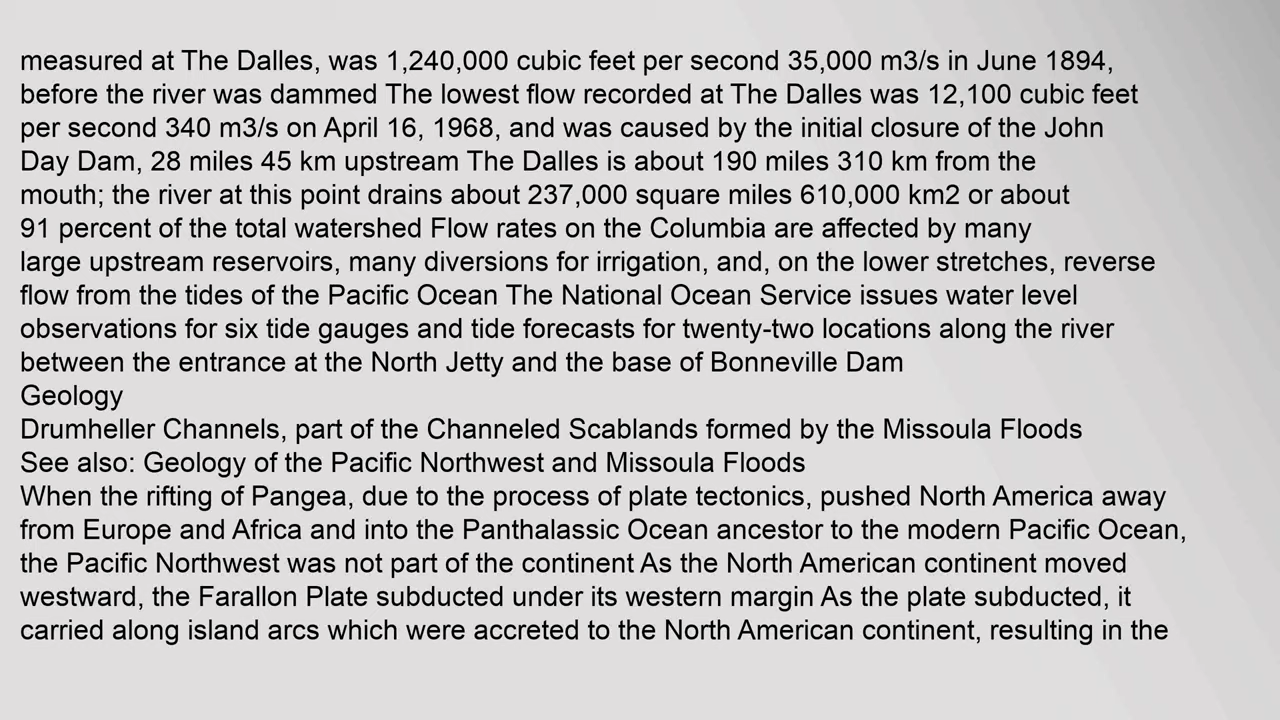 measured at The Dalles, was 1,240,000 cubic feet per second 35,000 m3/s in June 1894,
before the river was dammed The lowest flow recorded at The Dalles was 12,100 cubic feet
per second 340 m3/s on April 16, 1968, and was caused by the initial closure of the John
Day Dam, 28 miles 45 km upstream The Dalles is about 190 miles 310 km from the
mouth; the river at this point drains about 237,000 square miles 610,000 km2 or about
91 percent of the total watershed Flow rates on the Columbia are affected by many
large upstream reservoirs, many diversions for irrigation, and, on the lower stretches, reverse
flow from the tides of the Pacific Ocean The National Ocean Service issues water level
observations for six tide gauges and tide forecasts for twenty-two locations along the river
between the entrance at the North Jetty and the base of Bonneville Dam
Geology
Drumheller Channels, part of the Channeled Scablands formed by the Missoula Floods
See also: Geology of the Pacific Northwest and Missoula Floods
When the rifting of Pangea, due to the process of plate tectonics, pushed North America away
from Europe and Africa and into the Panthalassic Ocean ancestor to the modern Pacific Ocean,
the Pacific Northwest was not part of the continent As the North American continent moved
westward, the Farallon Plate subducted under its western margin As the plate subducted, it
carried along island arcs which were accreted to the North American continent, resulting in the